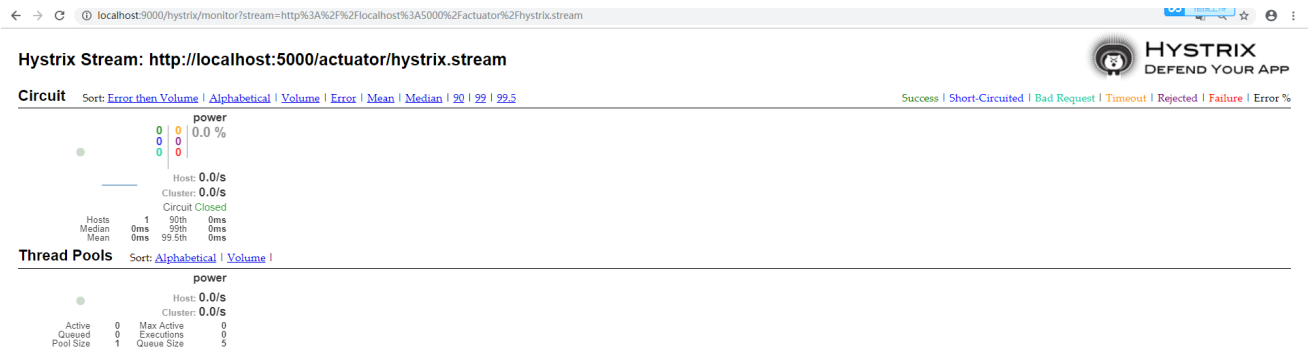 localhost:9000/hystrix/monitor?stream=http%3A%2F%2Flocalhost%3A5000%2Factuator%2Fhystrix.stream
Hystrix Stream: http://localhost:5000/actuator/hystrix.stream
HYSTRIX
DEFEND YOUR APP
Circuit Sort: Error then Volume | Alphabetical | Volume | Error | Mean | Median | 90 | 99 | 99.5
Success | Short-Circuited | Bad Request | Timeout | Rejected | Failure | Error %
power
0 0 0.0 %
0 0
0 0
Host: 0.0/s
Cluster: 0.0/s
Circuit Closed
Hosts 1 90th 0ms
Median 0ms 99th 0ms
Mean 0ms 99.5th 0ms
Thread Pools Sort: Alphabetical | Volume |
power
Host: 0.0/s
Cluster: 0.0/s
Active 0 Max Active 0
Queued 0 Executions 0
Pool Size 1 Queue Size 5